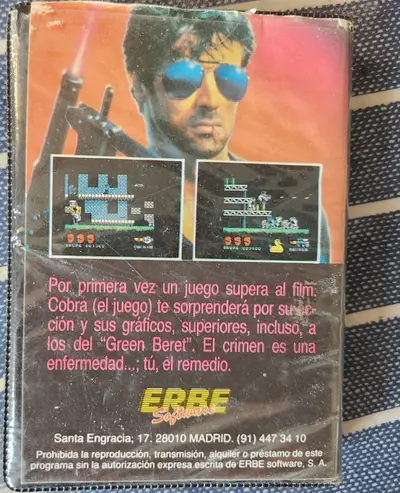 Por primera vez un juego supera al film.
Cobra (el juego) te sorprenderá por su
ción y sus gráficos, superiores, incluso, a
los del "Green Beret". El crimen es una
enfermedad...; tú, el remedio.
ERBE
Software
Santa Engracia; 17. 28010 MADRID. (91) 447 34 10
Prohibida la reproducción, transmisión, alquiler o préstamo de este
programa sin la autorización expresa escrita de ERBE software, S. A.